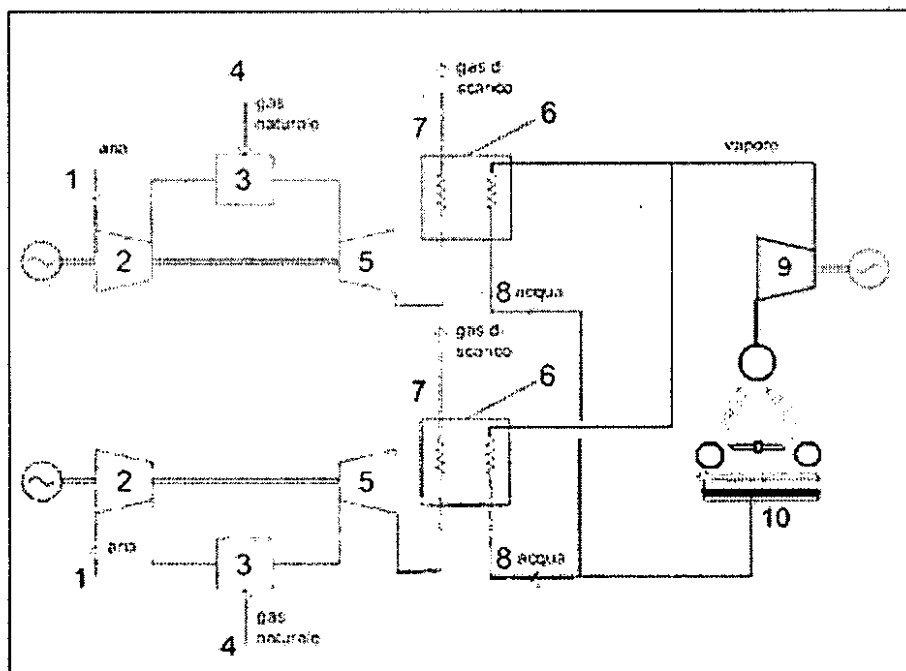 4
gas
naturale
gas di
scarico
6
7
aria
1
3
vapore
2
5
9
8 acqua
gas di
scarico
7
6
2
5
10
aria
1
3
8 acqua
4
gas
naturale